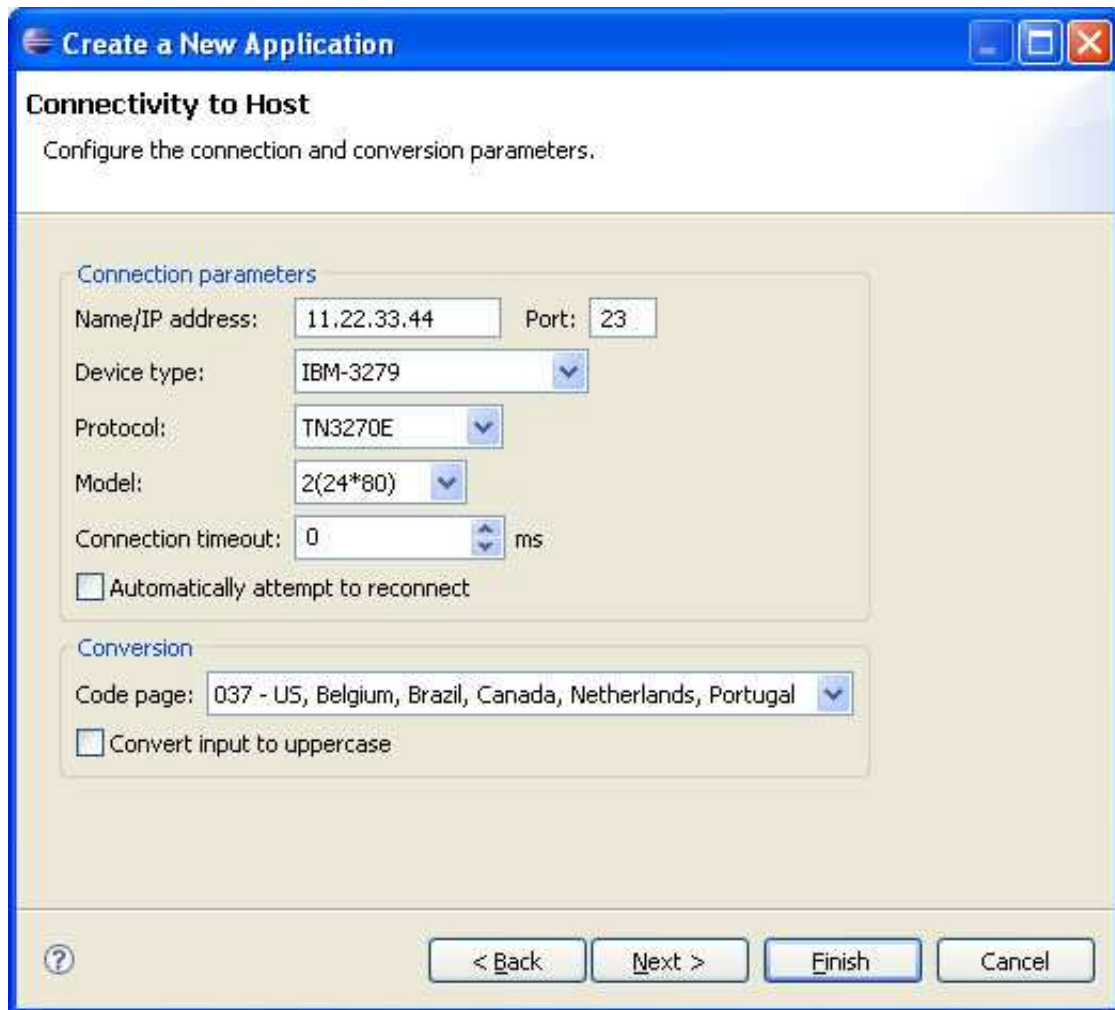 Create a New Application
Connectivity to Host
Configure the connection and conversion parameters.
Connection parameters
Name/IP address: 11.22.33.44 Port: 23
Device type: IBM-3279
Protocol: TN3270E
Model: 2(24*80)
Connection timeout: 0 ms
Automatically attempt to reconnect
Conversion
Code page: 037 - US, Belgium, Brazil, Canada, Netherlands, Portugal
Convert input to uppercase
? < Back Next > Finish Cancel